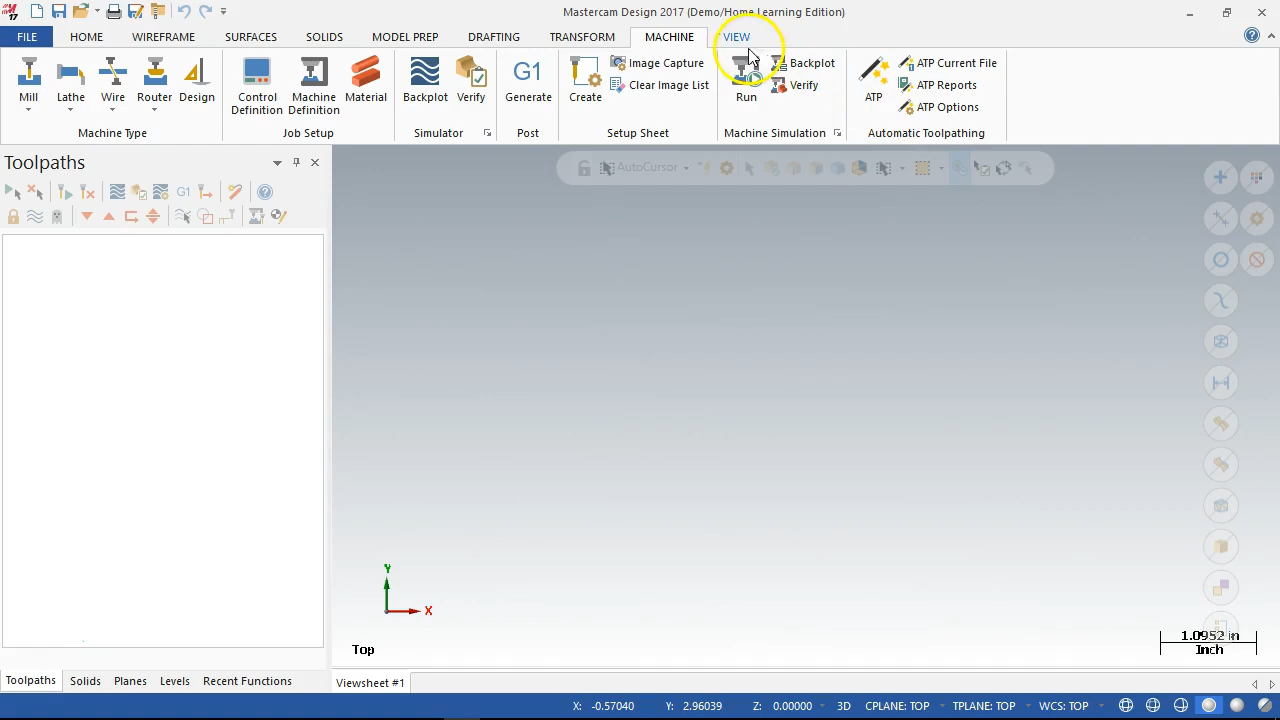 17
Mastercam Design 2017 (Demo/Home Learning Edition)
FILE HOME WIREFRAME SURFACES SOLIDS MODEL PREP DRAFTING TRANSFORM MACHINE VIEW
Mill Lathe Wire Router Design
Machine Type
Control Definition Machine Definition Material
Job Setup
Backplot Verify
Simulator
G1 Generate
Post
Create Image Capture
Clear Image List
Setup Sheet
Run Backplot
Verify
Machine Simulation
ATP ATP Current File
ATP Reports
ATP Options
Automatic Toolpathing
Toolpaths
G1
AutoCursor
Y
X
Top
1.0952 in
Inch
Toolpaths Solids Planes Levels Recent Functions
Viewsheet #1
X: -0.57040 Y: 2.96039 Z: 0.00000 3D CPLANE: TOP TPLANE: TOP WCS: TOP